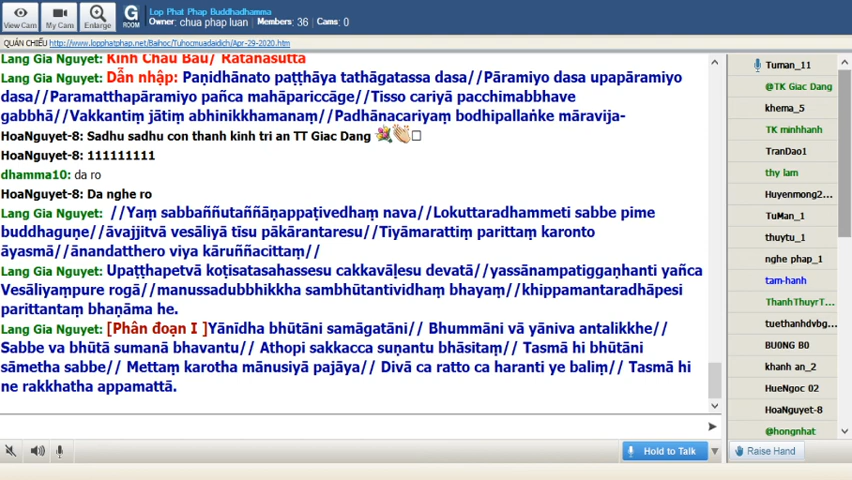 Lop Phat Phap Buddhadhamma
Owner: chua phap luan Members: 36 Cams: 0
View Cam
My Cam
Enlarge
G
ROOM
QUÁN CHIẾU http://www.lopphatphap.net/Baihoc/Tuhocmuadaidich/Apr-29-2020.htm
Lang Gia Nguyet: Kinh Châu Báu/ Ratanasutta
Lang Gia Nguyet: Dẫn nhập: Paṇidhānato paṭṭhāya tathāgatassa dasa//Pāramiyo dasa upapāramiyo
dasa//Paramatthapāramiyo pañca mahāpariccāge//Tisso cariyā pacchimabbhave
gabbhā//Vakkantiṃ jātiṃ abhinikkhamanaṃ//Padhānacariyaṃ bodhipallaṅke māravija-
HoaNguyet-8: Sadhu sadhu con thanh kinh tri an TT Giac Dang
HoaNguyet-8: 111111111
dhamma10: da ro
HoaNguyet-8: Da nghe ro
Lang Gia Nguyet: //Yaṃ sabbaññutaññāṇappaṭivedhaṃ nava//Lokuttaradhammeti sabbe pime
buddhaguṇe//āvajjitvā vesāliyā tīsu pākārantaresu//Tiyāmarattiṃ parittaṃ karonto
āyasmā//ānandatthero viya kāruññacittaṃ//
Lang Gia Nguyet: Upaṭṭhapetvā koṭisatasahassesu cakkavāḷesu devatā//yassānampatiggaṇhanti yañca
Vesāliyaṃpure rogā//manussadubbhikkha sambhūtantividhaṃ bhayaṃ//khippamantaradhāpesi
parittantaṃ bhaṇāma he.
Lang Gia Nguyet: [Phân đoạn I ]Yānīdha bhūtāni samāgatāni// Bhummāni vā yāniva antalikkhe//
Sabbe va bhūtā sumanā bhavantu// Athopi sakkacca suṇantu bhāsitaṃ// Tasmā hi bhūtāni
sāmetha sabbe// Mettaṃ karotha mānusiyā pajāya// Divā ca ratto ca haranti ye baliṃ// Tasmā hi
ne rakkhatha appamattā.
Tuman_11
@TK Giac Dang
khema_5
TK minhhanh
TranDao1
thy lam
Huyenmong2...
TuMan_1
thuytu_1
nghe phap_1
tam-hanh
ThanhThuyrT...
tuethanhdvbg...
BU0NG B0
khanh an_2
HueNgoc 02
HoaNguyet-8
@hongnhat
Hold to Talk
Raise Hand